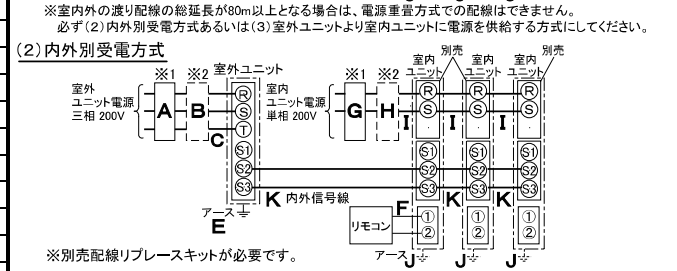 ※室内外の渡り配線の総延長が80m以上となる場合は、電源重畳方式での配線はできません。
必ず(2)内外別受電方式あるいは(3)室外ユニットより室内ユニットに電源を供給する方式にしてください。
(2)内外別受電方式
※1 ※2 室外ユニット
室外
ユニット電源
三相 200V
A B C
R
S
T
S1
S2
S3
アース
E
K 内外信号線
※1 ※2
室内
ユニット電源
単相 200V
G H
室内
ユニット
別売
室内
ユニット
別売
室内
ユニット
R R R
S S S
I I I
S1 S1 S1
S2 S2 S2
S3 S3 S3
K K
リモコン
F
① ① ①
② ② ②
アース J J J
※別売配線リプレースキットが必要です。